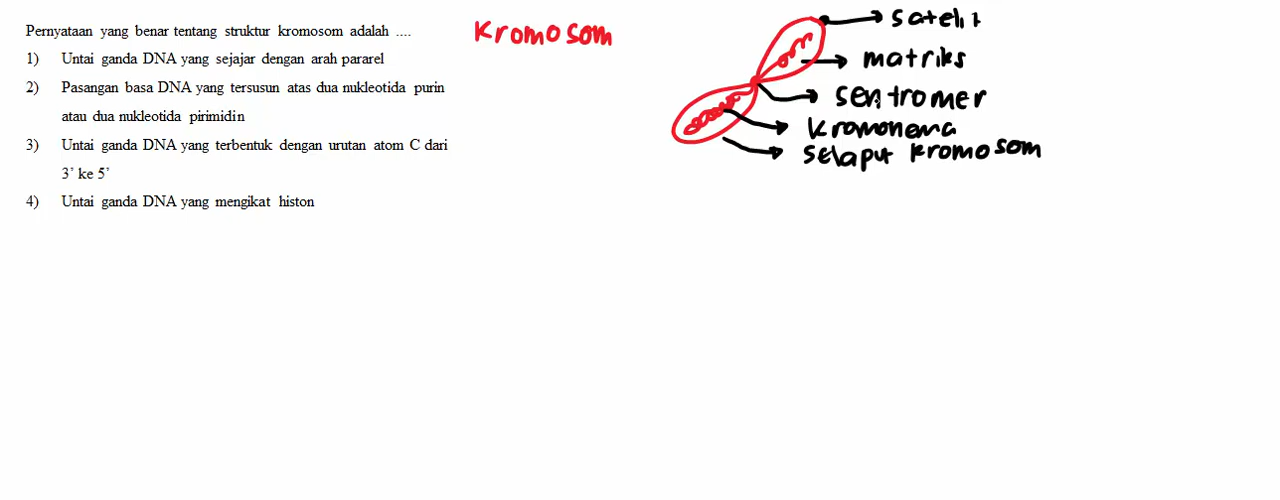 Pernyataan yang benar tentang struktur kromosom adalah ....
1) Untai ganda DNA yang sejajar dengan arah pararel
2) Pasangan basa DNA yang tersusun atas dua nukleotida purin
atau dua nukleotida pirimidin
3) Untai ganda DNA yang terbentuk dengan urutan atom C dari
3’ ke 5’
4) Untai ganda DNA yang mengikat histon
Kromosom
satelit
matriks
sentromer
kromonema
selaput kromosom